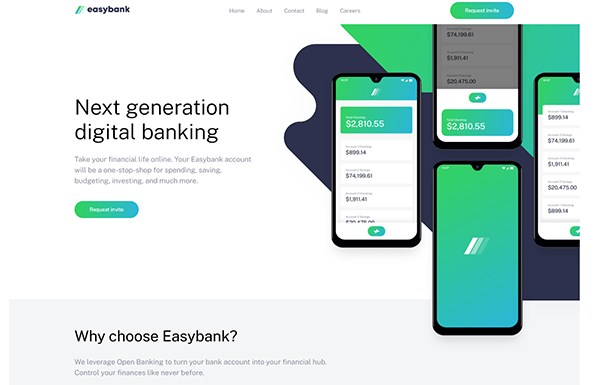 easybank
Home About Contact Blog Careers
Request invite
Next generation
digital banking
Take your financial life online. Your Easybank account
will be a one-stop-shop for spending, saving,
budgeting, investing, and much more.
Request invite
$2,810.55
$899.14
$74,199.61
$1,911.41
$20,475.00
$74,199.61
$1,911.41
$20,475.00
$2,810.55
$899.14
$74,199.61
$1,911.41
$20,475.00
$899.14
Why choose Easybank?
We leverage Open Banking to turn your bank account into your financial hub.
Control your finances like never before.